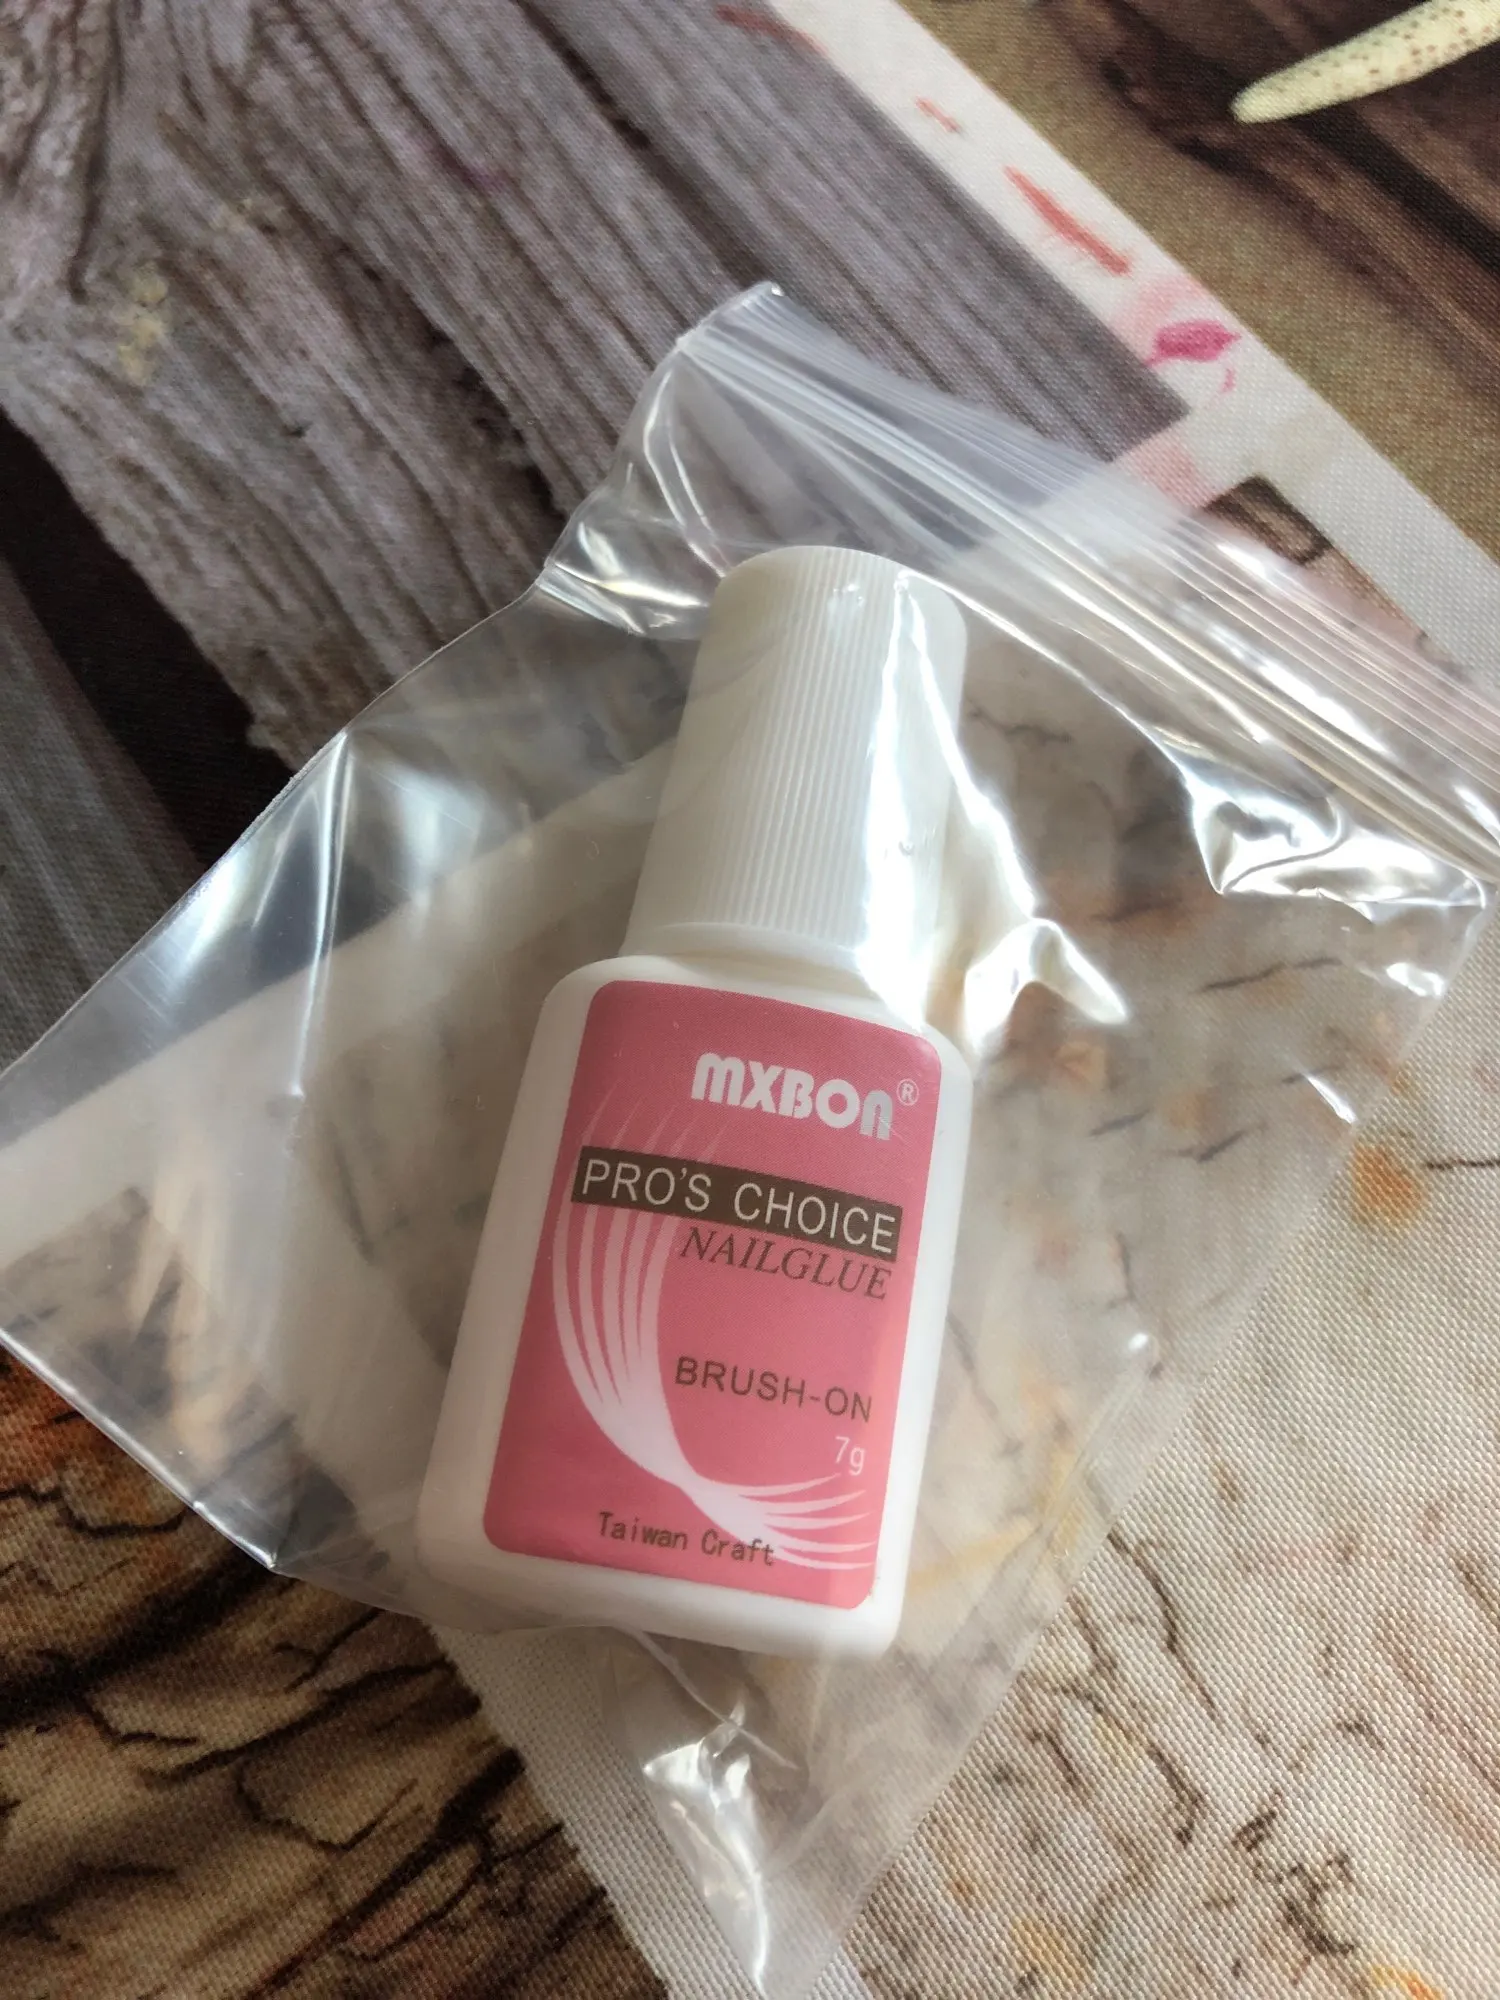 MXBON®
PRO'S CHOICE
NAILGLUE
BRUSH-ON
7g
Taiwan Craft